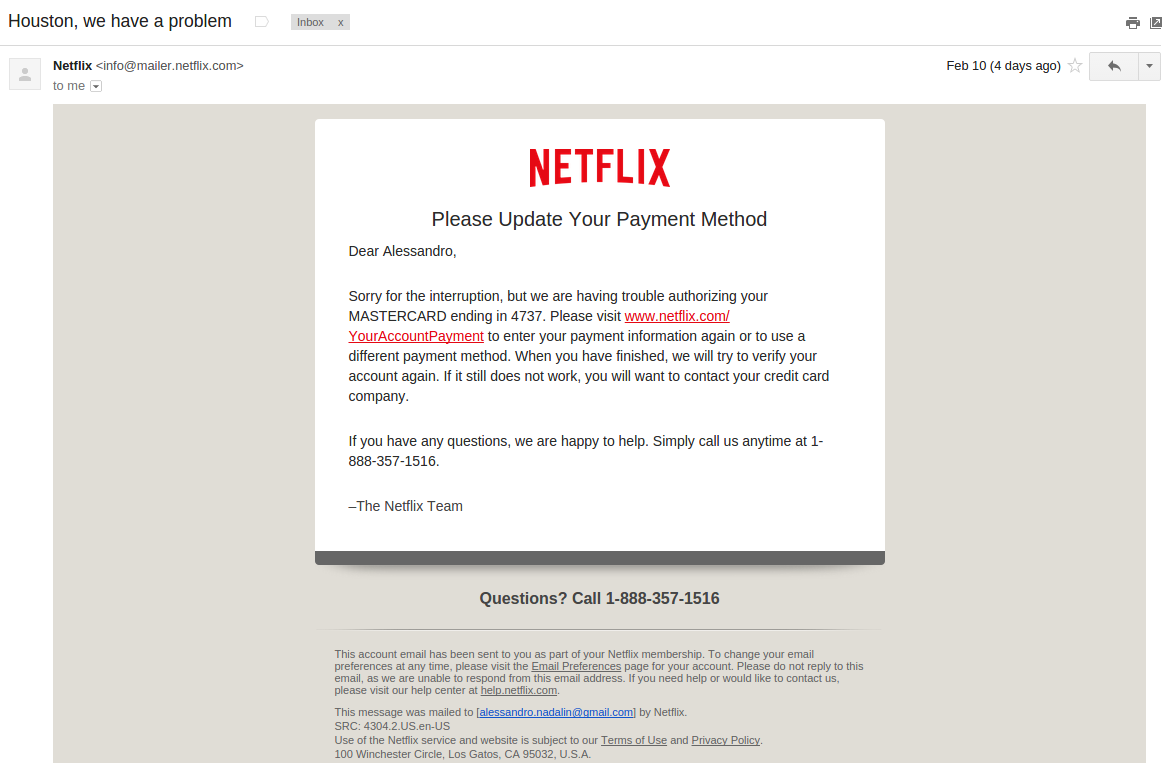 Houston, we have a problem
Inbox x
Netflix <info@mailer.netflix.com>
Feb 10 (4 days ago)
to me
NETFLIX
Please Update Your Payment Method
Dear Alessandro,
Sorry for the interruption, but we are having trouble authorizing your
MASTERCARD ending in 4737. Please visit www.netflix.com/
YourAccountPayment to enter your payment information again or to use a
different payment method. When you have finished, we will try to verify your
account again. If it still does not work, you will want to contact your credit card
company.
If you have any questions, we are happy to help. Simply call us anytime at 1-
888-357-1516.
–The Netflix Team
Questions? Call 1-888-357-1516
This account email has been sent to you as part of your Netflix membership. To change your email
preferences at any time, please visit the Email Preferences page for your account. Please do not reply to this
email, as we are unable to respond from this email address. If you need help or would like to contact us,
please visit our help center at help.netflix.com.
This message was mailed to [alessandro.nadalin@gmail.com] by Netflix.
SRC: 4304.2.US.en-US
Use of the Netflix service and website is subject to our Terms of Use and Privacy Policy.
100 Winchester Circle, Los Gatos, CA 95032, U.S.A.